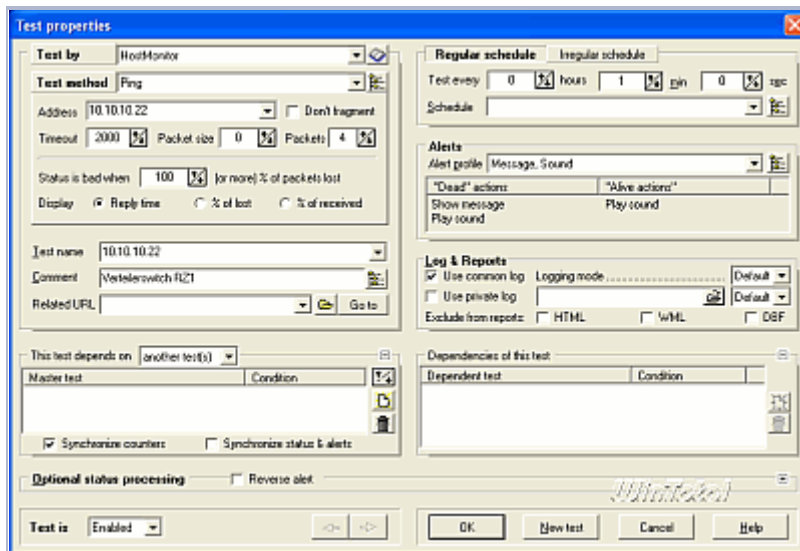 Test properties
Test by HostMonitor
Test method Ping
Address 10.10.10.22 Don't fragment
Timeout 2000 Packet size 0 Packets 4
Status is bad when 100 (or more) % of packets lost
Display Reply time % of lost % of received
Test name 10.10.10.22
Comment Verteilerswitch RZ1
Related URL Go to
Regular schedule Irregular schedule
Test every 0 hours 1 min 0 sec
Schedule
Alerts
Alert profile Message, Sound
"Dead" actions "Alive actions"
Show message Play sound
Play sound
Log & Reports
Use common log Logging mode Default
Use private log Default
Exclude from reports: HTML WML DBF
This test depends on another test(s)
Master test Condition
Synchronize counters Synchronize status & alerts
Dependencies of this test
Dependent test Condition
Optional status processing Reverse alert
WinTotal
Test is Enabled OK New test Cancel Help